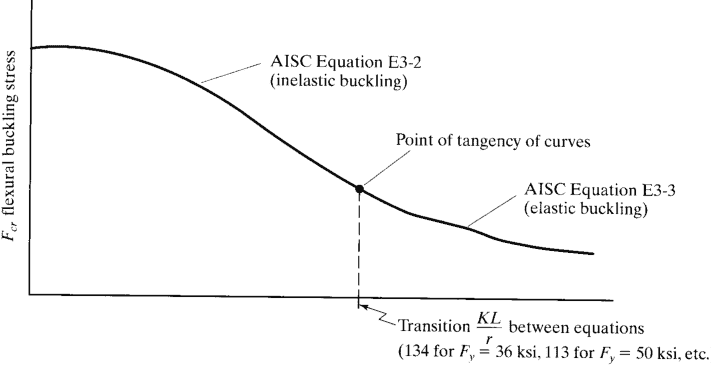 F_cr flexural buckling stress
AISC Equation E3-2
(inelastic buckling)
Point of tangency of curves
AISC Equation E3-3
(elastic buckling)
Transition KL/r between equations
(134 for F_y = 36 ksi, 113 for F_y = 50 ksi, etc.